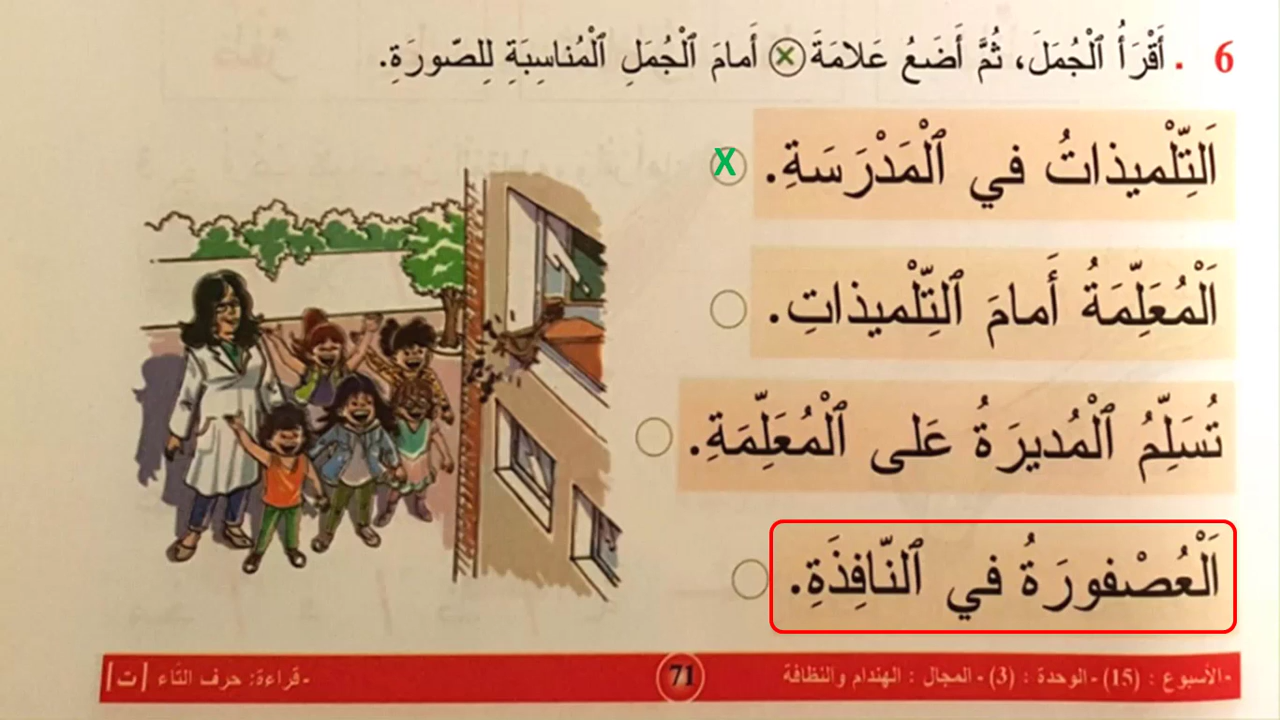 6 . أَقْرَأُ ٱلْجُمَلَ، ثُمَّ أَضَعُ عَلامَةَ × أَمامَ ٱلْجُمَلِ ٱلْمُناسِبَةِ لِلصّورَةِ.
اَلتِّلْميذاتُ في ٱلْمَدْرَسَةِ. X
اَلْمُعَلِّمَةُ أَمامَ ٱلتِّلْميذاتِ.
تُسَلِّمُ ٱلْمُديرَةُ عَلى ٱلْمُعَلِّمَةِ.
اَلْعُصْفورَةُ في ٱلنّافِذَةِ.
-الأسبوع : (15) - الوحدة : (3) - المجال : الهندام والنظافة 71 -قراءة: حرف التّاء |ت|